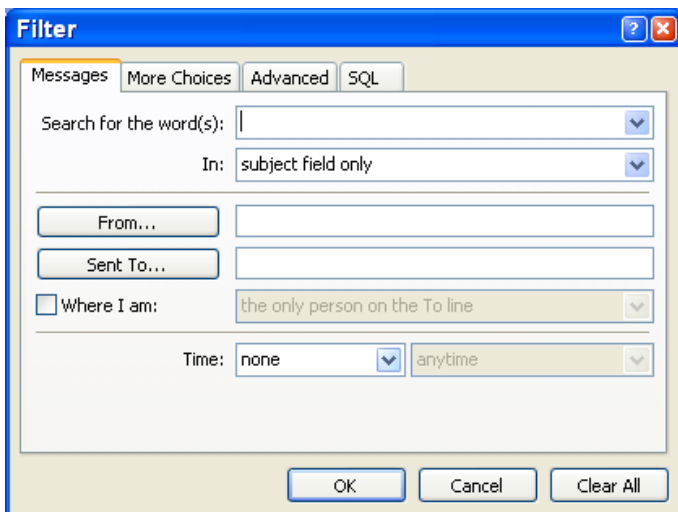 Filter ?
Messages More Choices Advanced SQL
Search for the word(s):
In: subject field only
From...
Sent To...
Where I am: the only person on the To line
Time: none anytime
OK Cancel Clear All